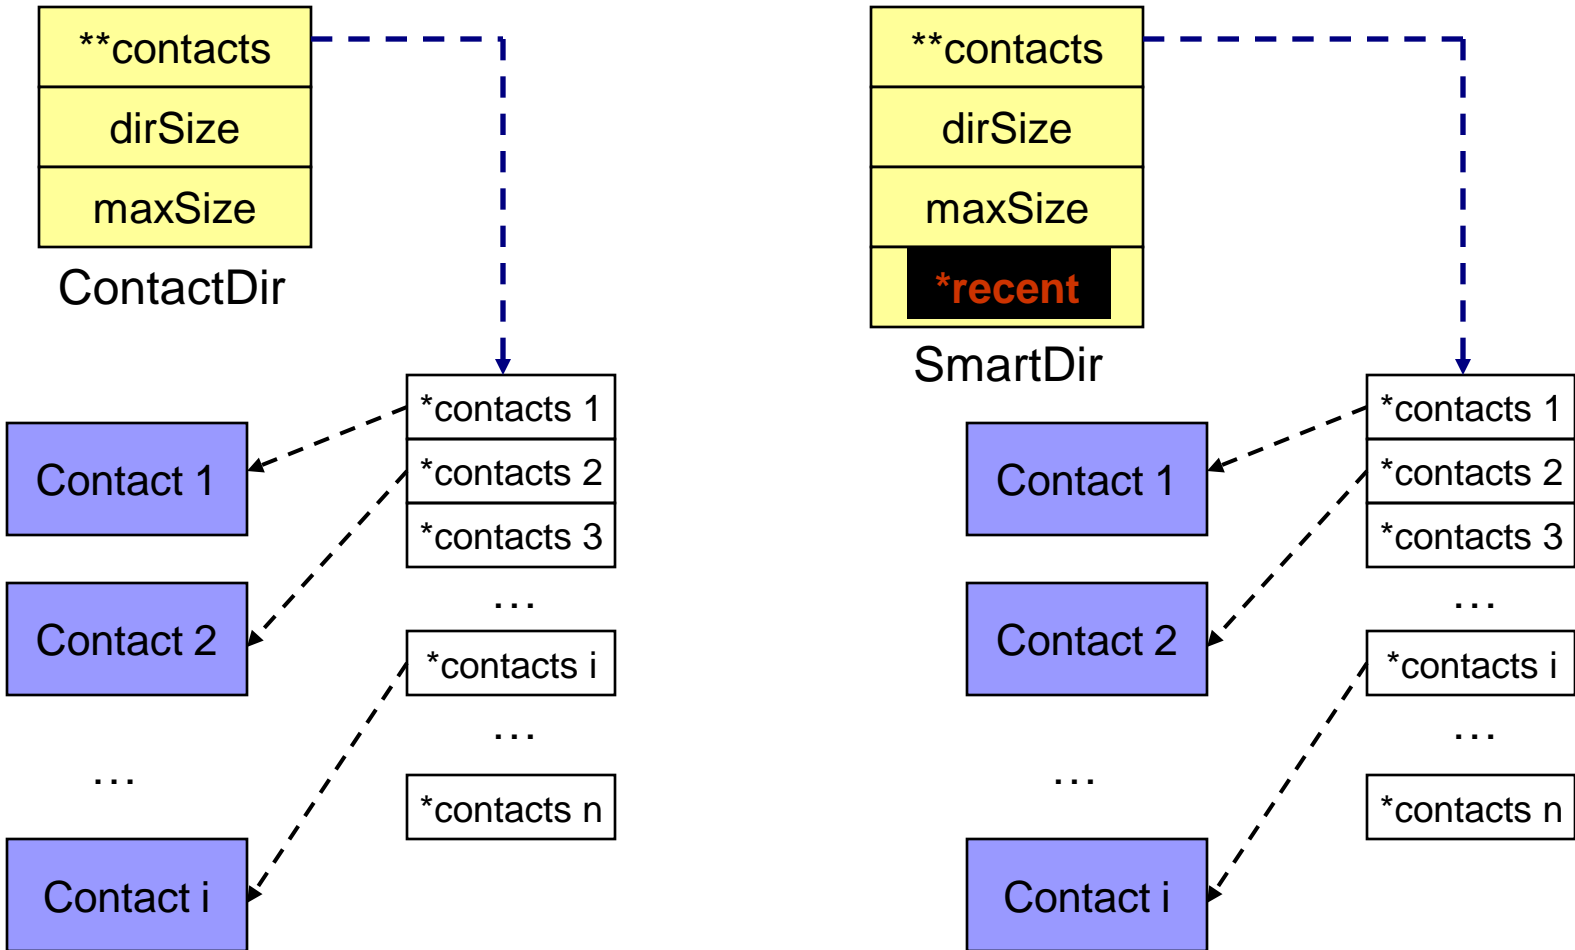 **contacts
dirSize
maxSize
ContactDir
*contacts 1
*contacts 2
*contacts 3
...
*contacts i
...
*contacts n
Contact 1
Contact 2
...
Contact i
**contacts
dirSize
maxSize
*recent
SmartDir
*contacts 1
*contacts 2
*contacts 3
...
*contacts i
...
*contacts n
Contact 1
Contact 2
...
Contact i